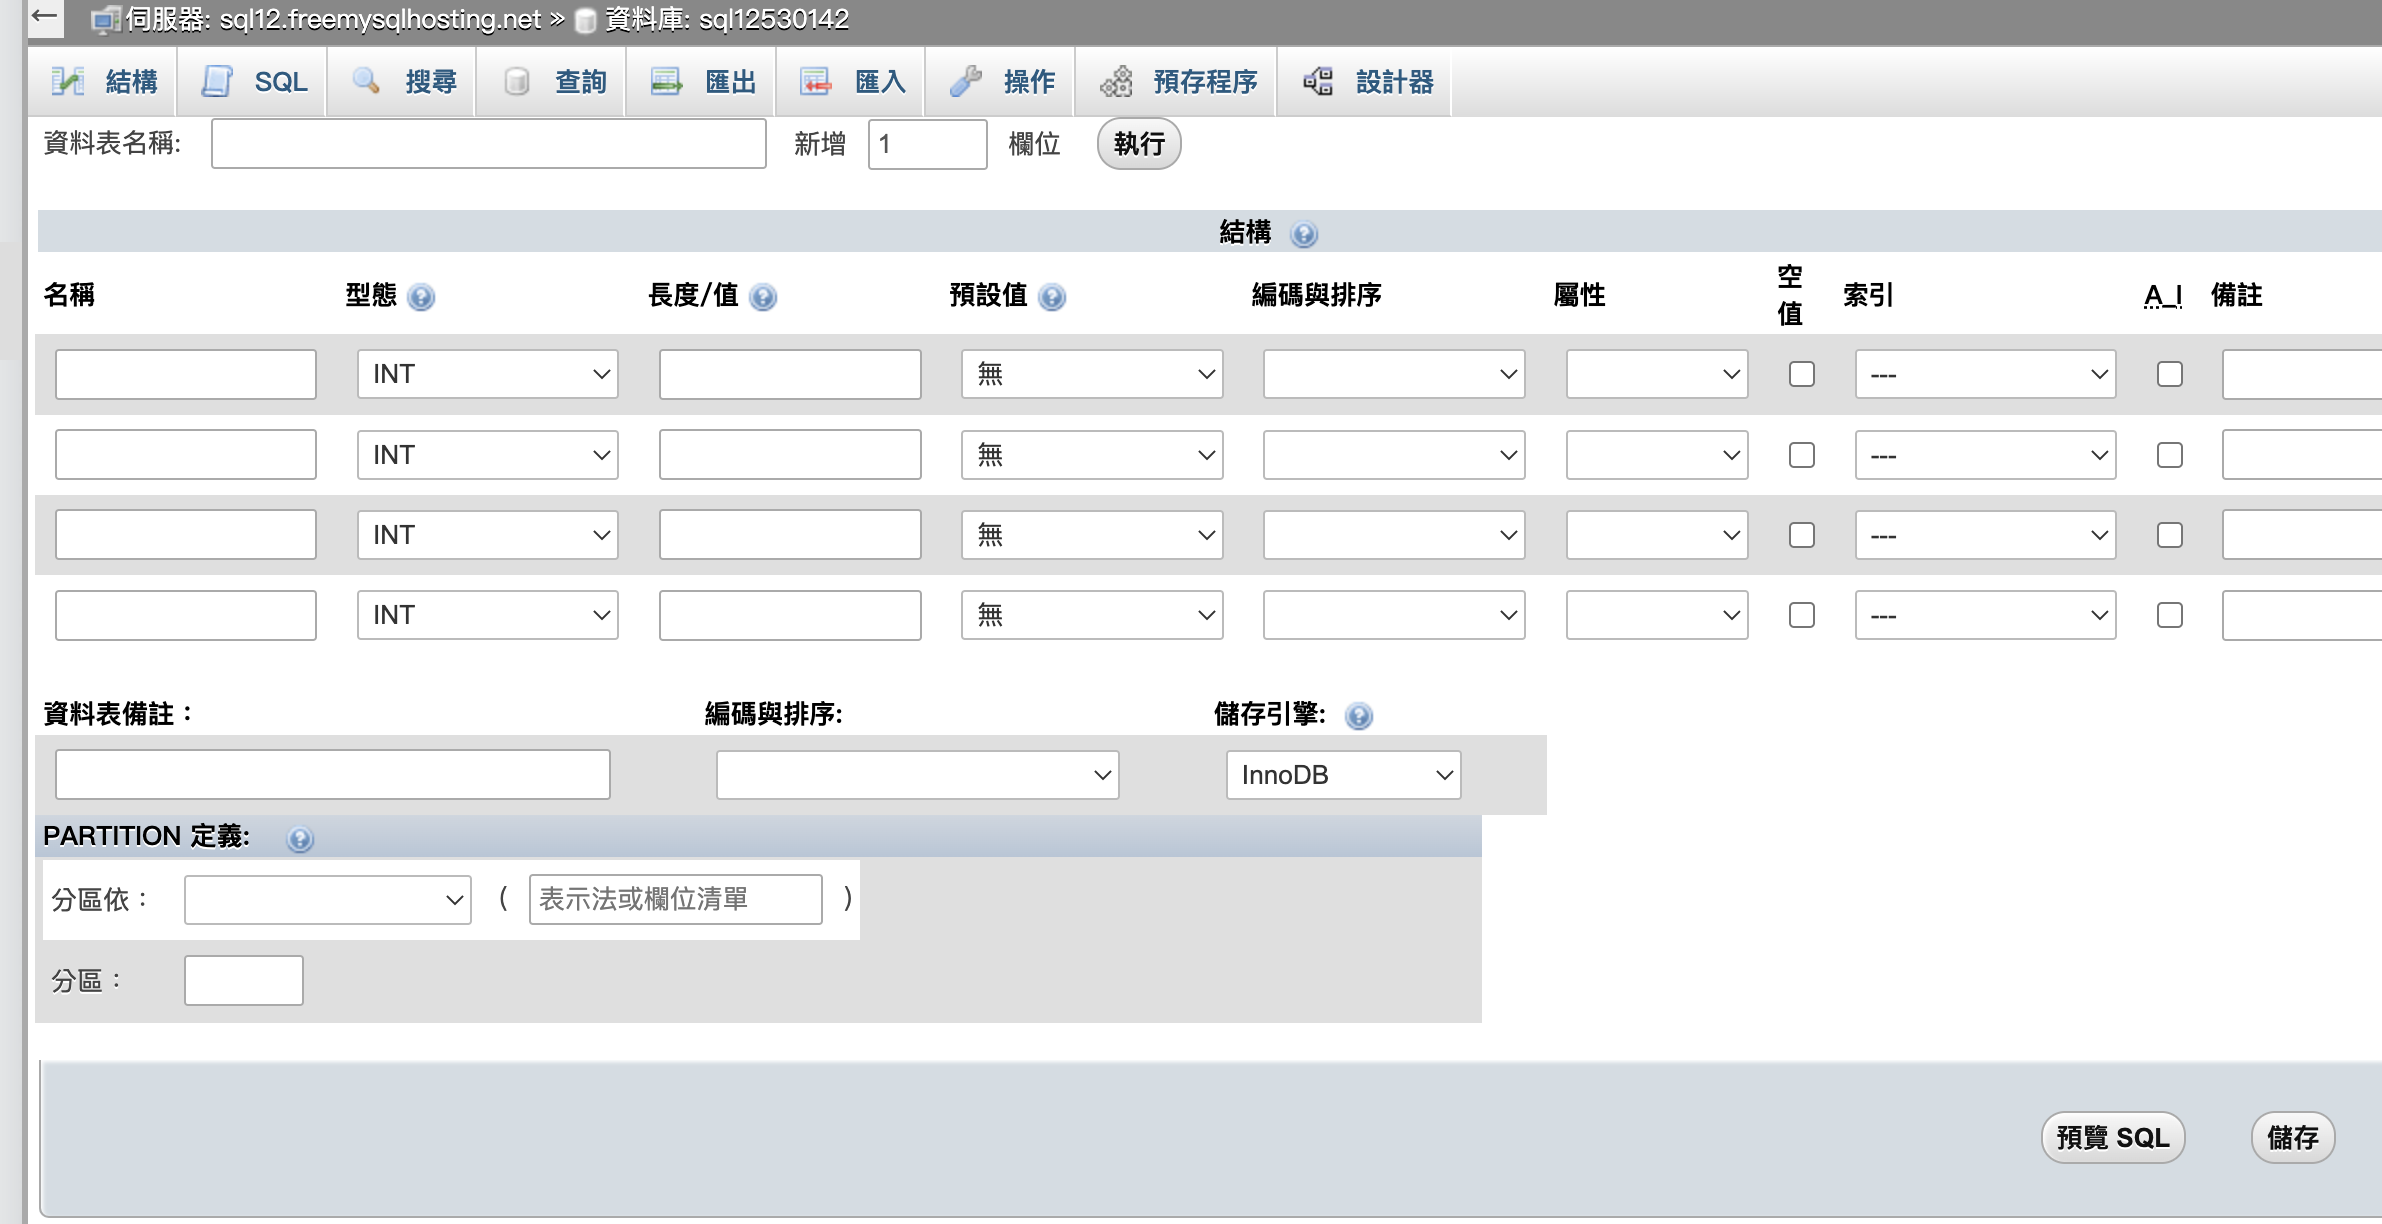 ← 伺服器: sql12.freemysqlhosting.net » 資料庫: sql12530142
結構 SQL 搜尋 查詢 匯出 匯入 操作 預存程序 設計器
資料表名稱: 新增 1 欄位 執行
結構
名稱 型態 長度/值 預設值 編碼與排序 屬性 空值 索引 A_I 備註
INT 無 ---
INT 無 ---
INT 無 ---
INT 無 ---
資料表備註： 編碼與排序: 儲存引擎:
InnoDB
PARTITION 定義:
分區依： ( 表示法或欄位清單 )
分區：
預覽 SQL 儲存